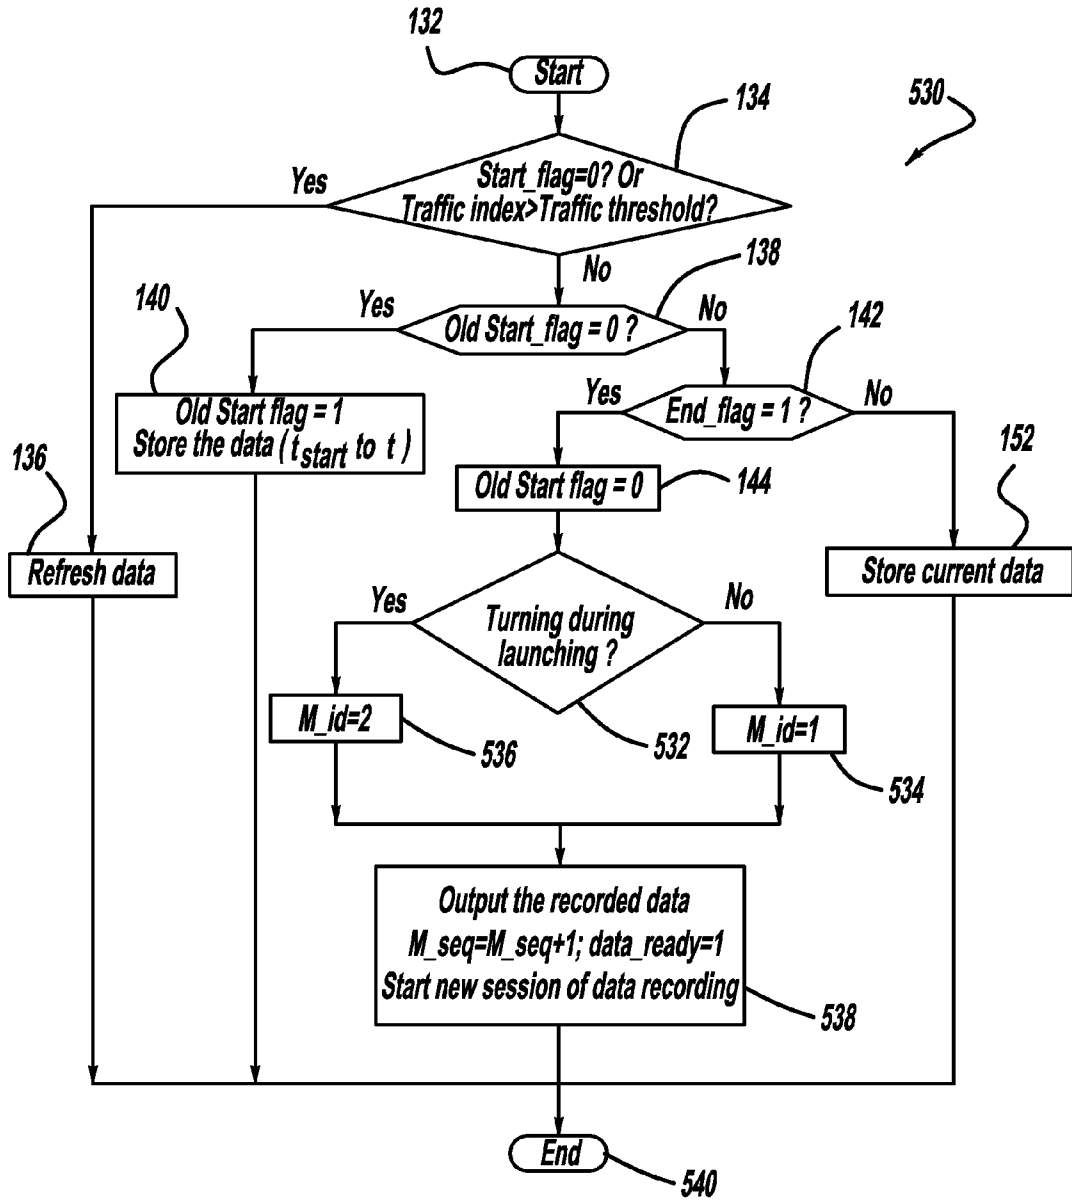 132
Start
530
134
Start_flag=0? Or
Traffic index>Traffic threshold?
Yes
No
138
Old Start_flag = 0 ?
Yes
No
140
142
Old Start flag = 1
Store the data ( tstart to t )
End_flag = 1 ?
Yes
No
136
144
152
Old Start flag = 0
Refresh data
Store current data
Turning during
launching ?
Yes
No
M_id=2
M_id=1
536
532
534
Output the recorded data
M_seq=M_seq+1; data_ready=1
Start new session of data recording
538
End
540